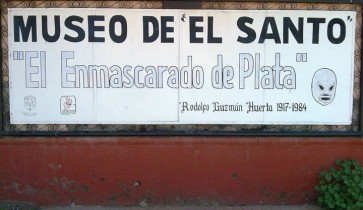 MUSEO DE "EL SANTO"
"El Enmascarado de Plata"
Rodolfo Guzmán Huerta 1917-1984